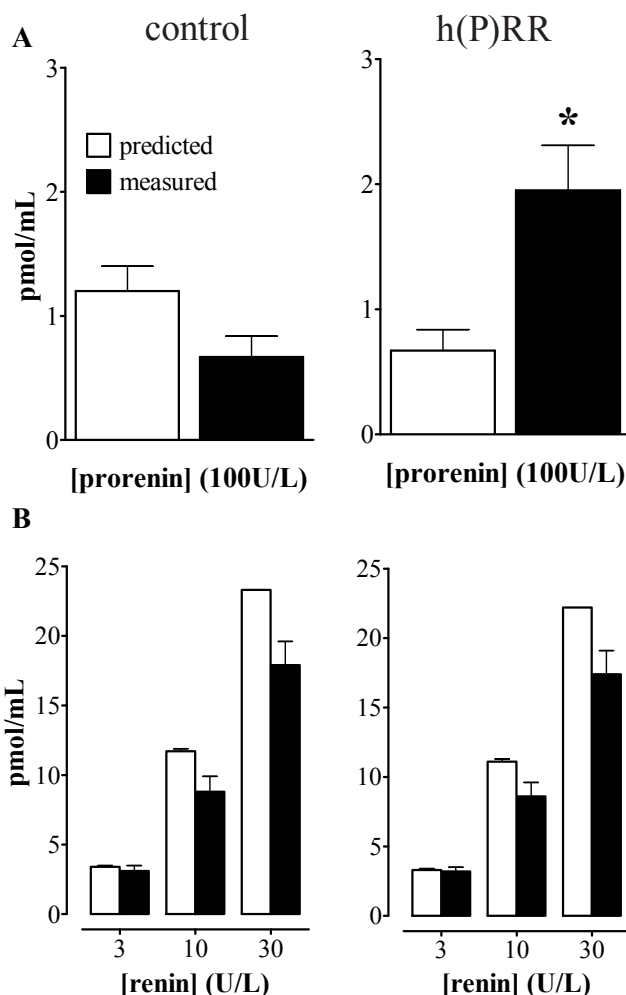 A
control
h(P)RR
3
2
1
0
pmol/mL
predicted
measured
[prorenin] (100U/L)
3
2
1
0
*
[prorenin] (100U/L)
B
25
20
15
10
5
0
pmol/mL
3 10 30
[renin] (U/L)
25
20
15
10
5
0
3 10 30
[renin] (U/L)